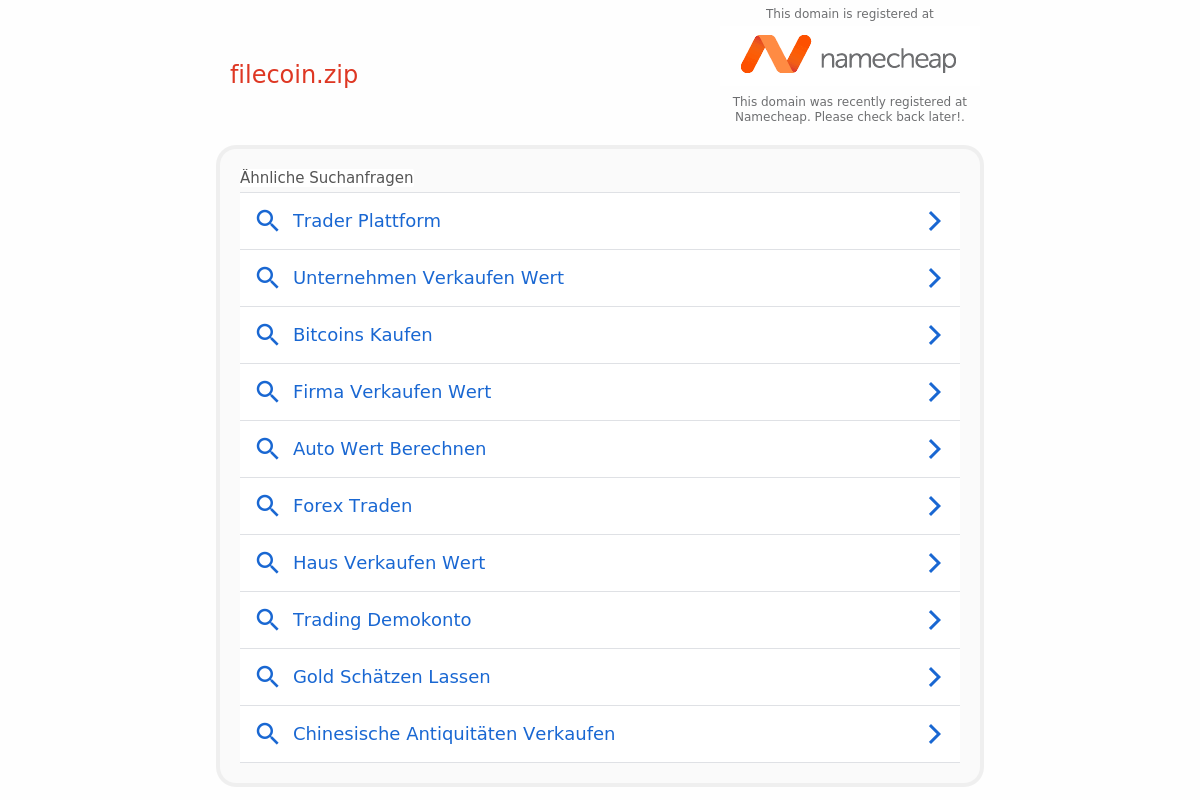 This domain is registered at
namecheap
filecoin.zip
This domain was recently registered at
Namecheap. Please check back later!.
Ähnliche Suchanfragen
Trader Plattform
Unternehmen Verkaufen Wert
Bitcoins Kaufen
Firma Verkaufen Wert
Auto Wert Berechnen
Forex Traden
Haus Verkaufen Wert
Trading Demokonto
Gold Schätzen Lassen
Chinesische Antiquitäten Verkaufen